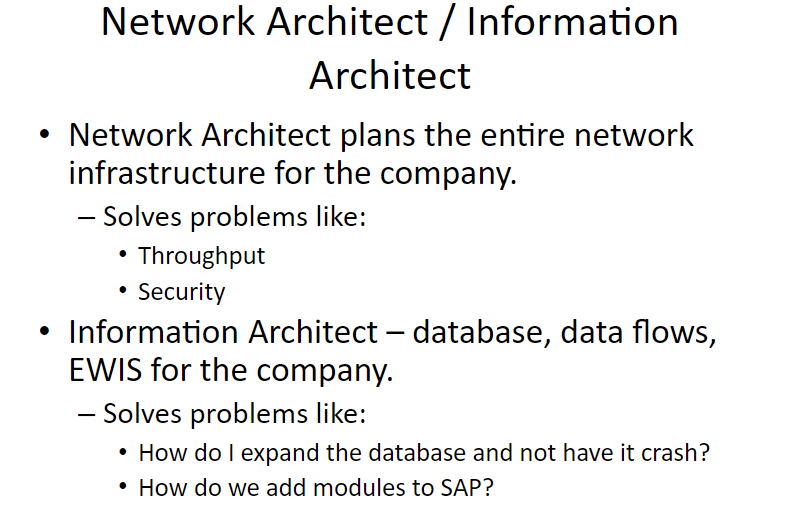 Network Architect / Information
Architect
• Network Architect plans the entire network
infrastructure for the company.
– Solves problems like:
• Throughput
• Security
• Information Architect – database, data flows,
EWIS for the company.
– Solves problems like:
• How do I expand the database and not have it crash?
• How do we add modules to SAP?